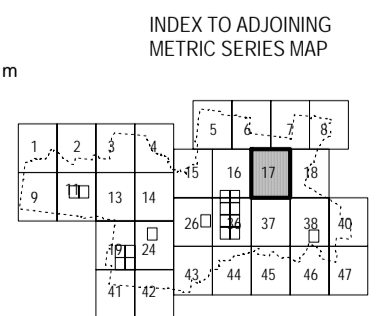 INDEX TO ADJOINING
METRIC SERIES MAP
m
5 6 7 8
1 2 3 4
15 16 17 18
9 11 13 14
26 36 37 38 40
19 24
43 44 45 46 47
41 42